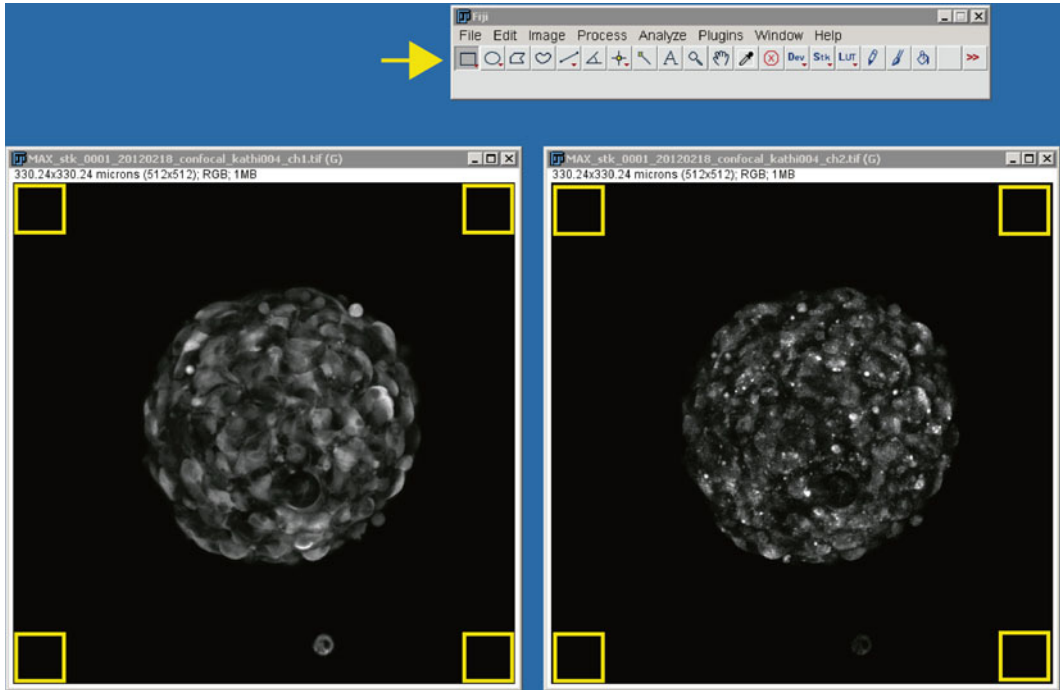 Fiji
File Edit Image Process Analyze Plugins Window Help
A Dev Stk LUT >>
MAX_stk_0001_20120218_confocal_kathi004_ch1.tif (G)
330.24x330.24 microns (512x512); RGB; 1MB
MAX_stk_0001_20120218_confocal_kathi004_ch2.tif (G)
330.24x330.24 microns (512x512); RGB; 1MB